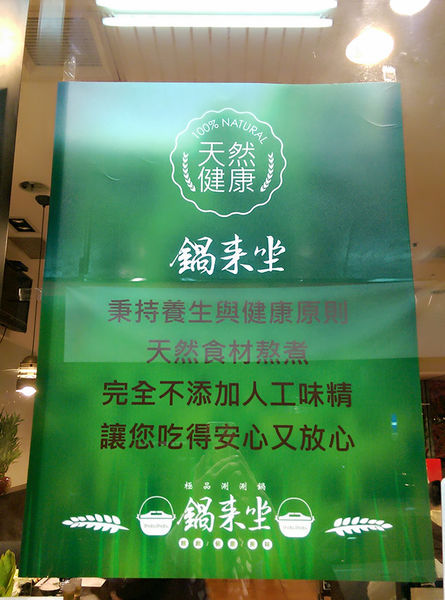 100% NATURAL
天然
健康
鍋来坐
秉持養生與健康原則
天然食材熬煮
完全不添加人工味精
讓您吃得安心又放心
極品涮涮鍋
鍋来坐